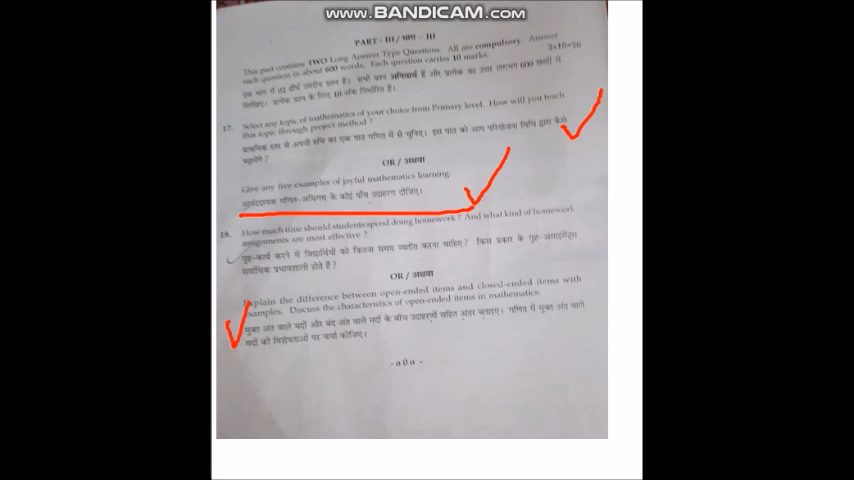 www.BANDICAM.com
PART - III / भाग - III
This part contains TWO Long Answer Type Questions. All are compulsory. Answer
each question in about 600 words. Each question carries 10 marks.
इस भाग में दीर्घ उत्तरीय प्रश्न हैं। सभी प्रश्न अनिवार्य हैं और प्रत्येक का उत्तर लगभग 600 शब्दों में
दीजिए। प्रत्येक प्रश्न के लिए 10 अंक निर्धारित हैं।
17. Select any topic of mathematics of your choice from Primary level. How will you teach
this topic through project method ?
प्राथमिक स्तर से अपनी रुचि का एक पाठ गणित में से चुनिए। इस पाठ को आप परियोजना विधि द्वारा कैसे
पढ़ायेंगे ?
OR / अथवा
Give any five examples of joyful mathematics learning.
आनंददायक गणित-अधिगम के कोई पाँच उदाहरण दीजिए।
18. How much time should students spend doing homework ? And what kind of homework
assignments are most effective ?
गृह-कार्य करने में विद्यार्थियों को कितना समय व्यतीत करना चाहिए ? किस प्रकार के गृह-असाइंमेंट्स
सर्वाधिक प्रभावशाली होते हैं ?
OR / अथवा
Explain the difference between open-ended items and closed-ended items with
examples. Discuss the characteristics of open-ended items in mathematics.
मुक्त अंत वाले मदों और बंद अंत वाले मदों के बीच उदाहरणों सहित अंतर बताइए। गणित में मुक्त अंत वाले
मदों की विशेषताओं पर चर्चा कीजिए।
- o 0 o -